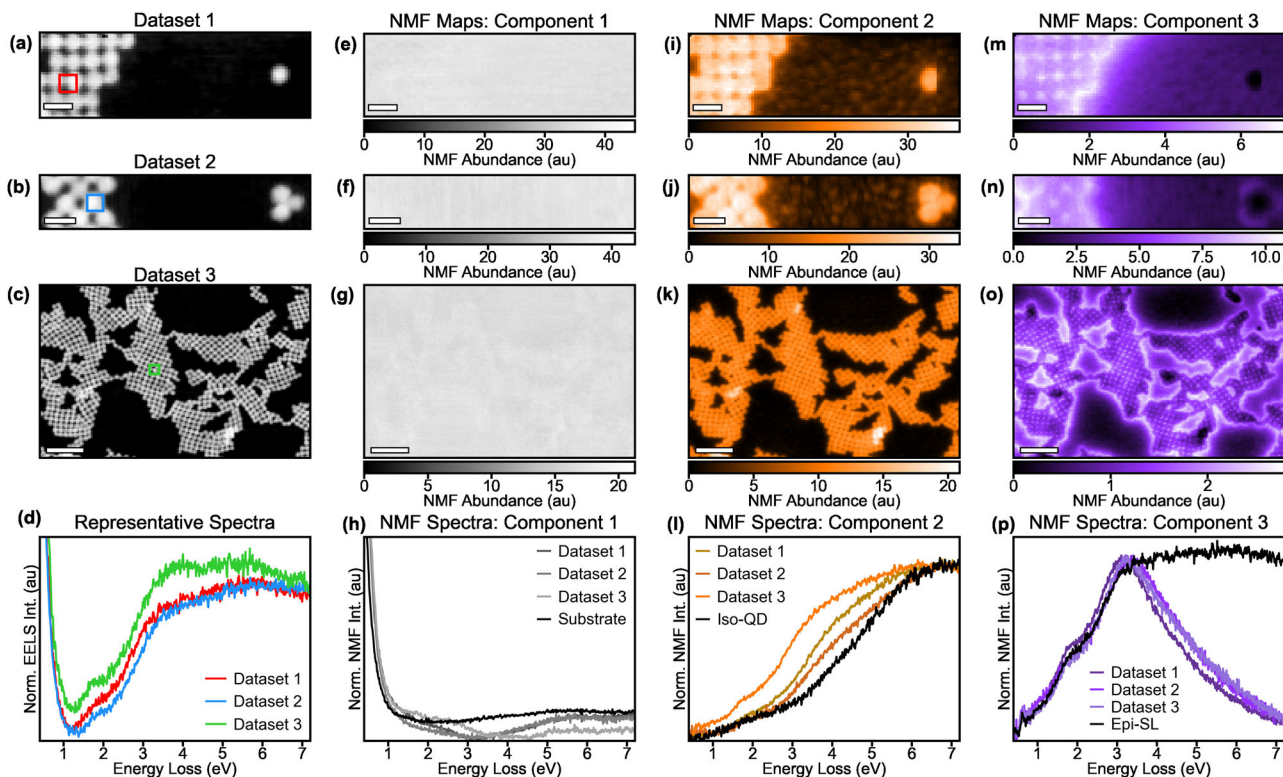 Dataset 1
NMF Maps: Component 1
NMF Maps: Component 2
NMF Maps: Component 3
(a)
(e)
(i)
(m)
0 10 20 30 40
NMF Abundance (au)
0 10 20 30
NMF Abundance (au)
0 2 4 6
NMF Abundance (au)
Dataset 2
(b)
(f)
(j)
(n)
0 10 20 30 40
NMF Abundance (au)
0 10 20 30
NMF Abundance (au)
0.0 2.5 5.0 7.5 10.0
NMF Abundance (au)
Dataset 3
(c)
(g)
(k)
(o)
0 5 10 15 20
NMF Abundance (au)
0 5 10 15 20
NMF Abundance (au)
0 1 2
NMF Abundance (au)
(d)
Representative Spectra
Norm. EELS Int. (au)
Dataset 1
Dataset 2
Dataset 3
1 2 3 4 5 6 7
Energy Loss (eV)
(h)
NMF Spectra: Component 1
Norm. NMF Int. (au)
Dataset 1
Dataset 2
Dataset 3
Substrate
1 2 3 4 5 6 7
Energy Loss (eV)
(l)
NMF Spectra: Component 2
Norm. NMF Int. (au)
Dataset 1
Dataset 2
Dataset 3
Iso-QD
1 2 3 4 5 6 7
Energy Loss (eV)
(p)
NMF Spectra: Component 3
Norm. NMF Int. (au)
Dataset 1
Dataset 2
Dataset 3
Epi-SL
1 2 3 4 5 6 7
Energy Loss (eV)